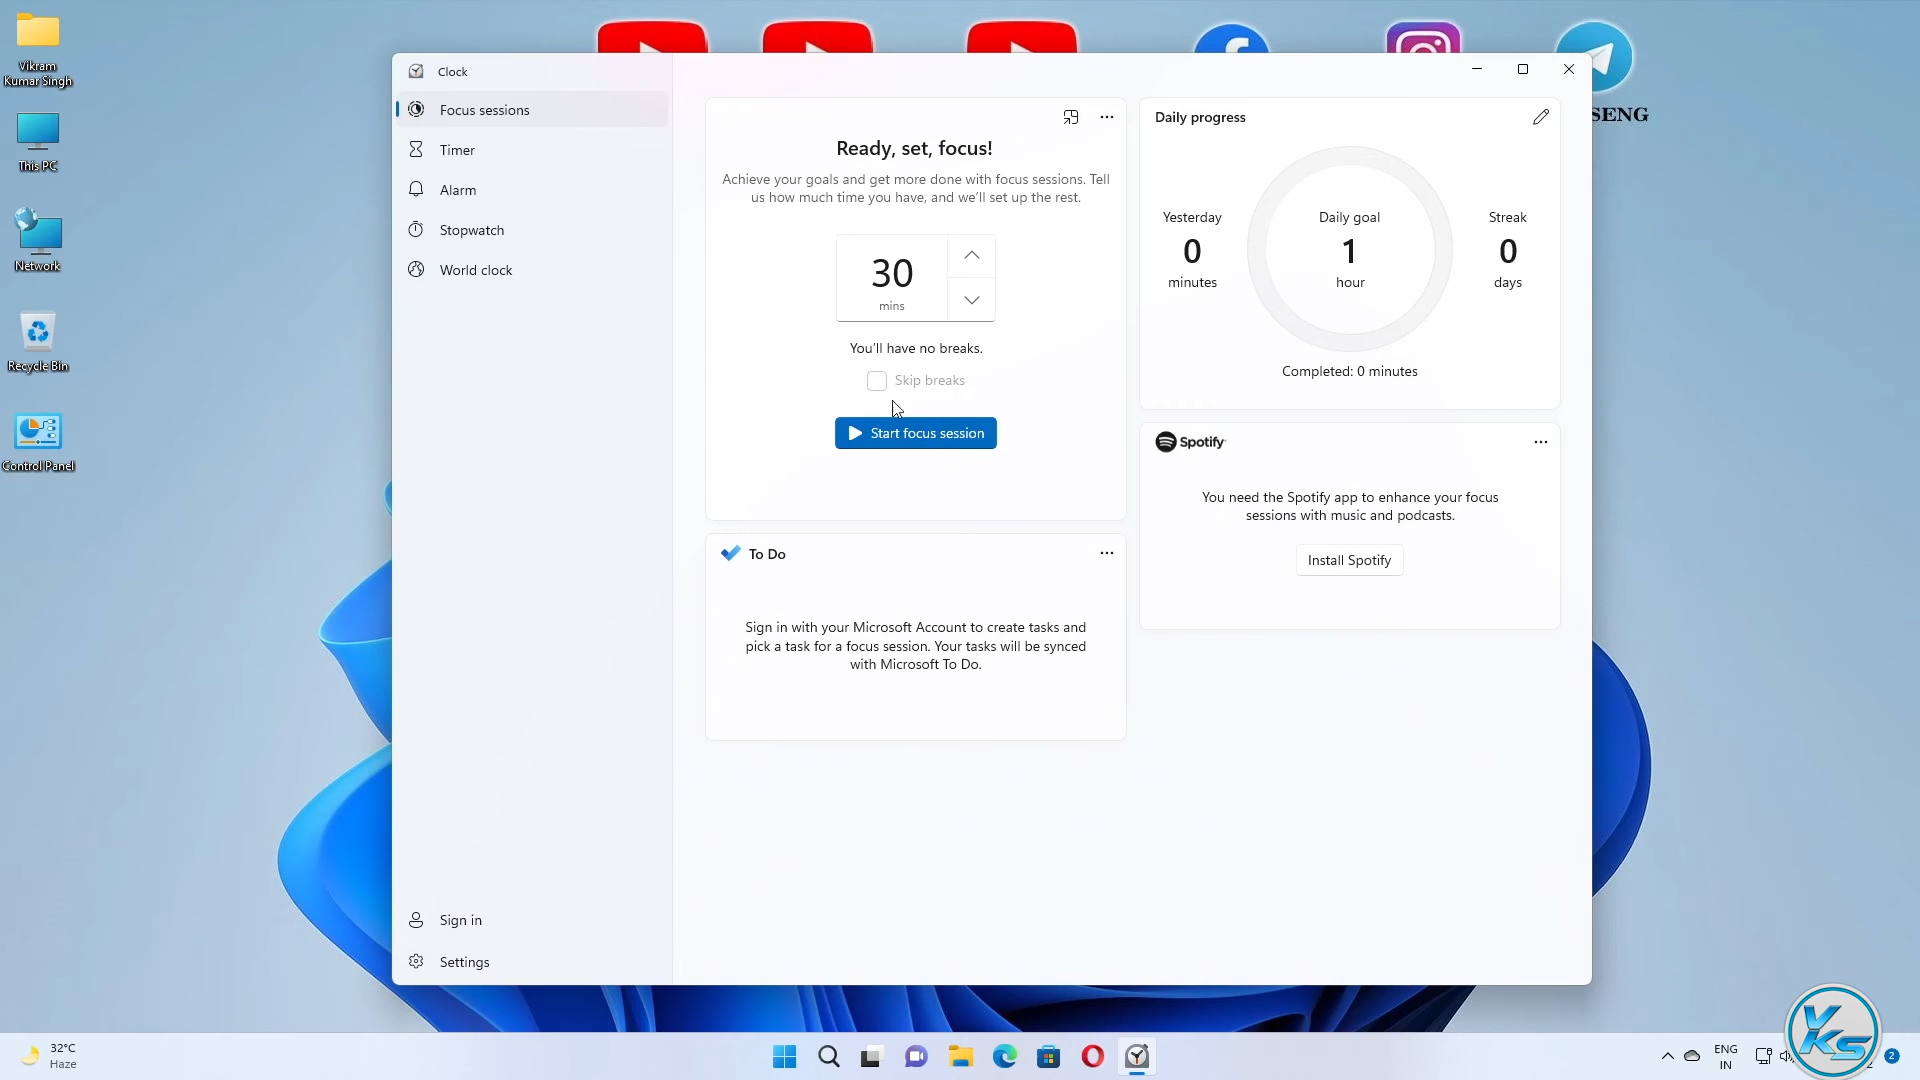 Vikram
Kumar Singh
This PC
Network
Recycle Bin
Control Panel
SENG
Clock
Focus sessions
Timer
Alarm
Stopwatch
World clock
Sign in
Settings
Ready, set, focus!
Achieve your goals and get more done with focus sessions. Tell
us how much time you have, and we'll set up the rest.
30
mins
You'll have no breaks.
Skip breaks
Start focus session
To Do
Sign in with your Microsoft Account to create tasks and
pick a task for a focus session. Your tasks will be synced
with Microsoft To Do.
Daily progress
Yesterday
0
minutes
Daily goal
1
hour
Streak
0
days
Completed: 0 minutes
Spotify
You need the Spotify app to enhance your focus
sessions with music and podcasts.
Install Spotify
32°C
Haze
ENG
IN
2
VKS